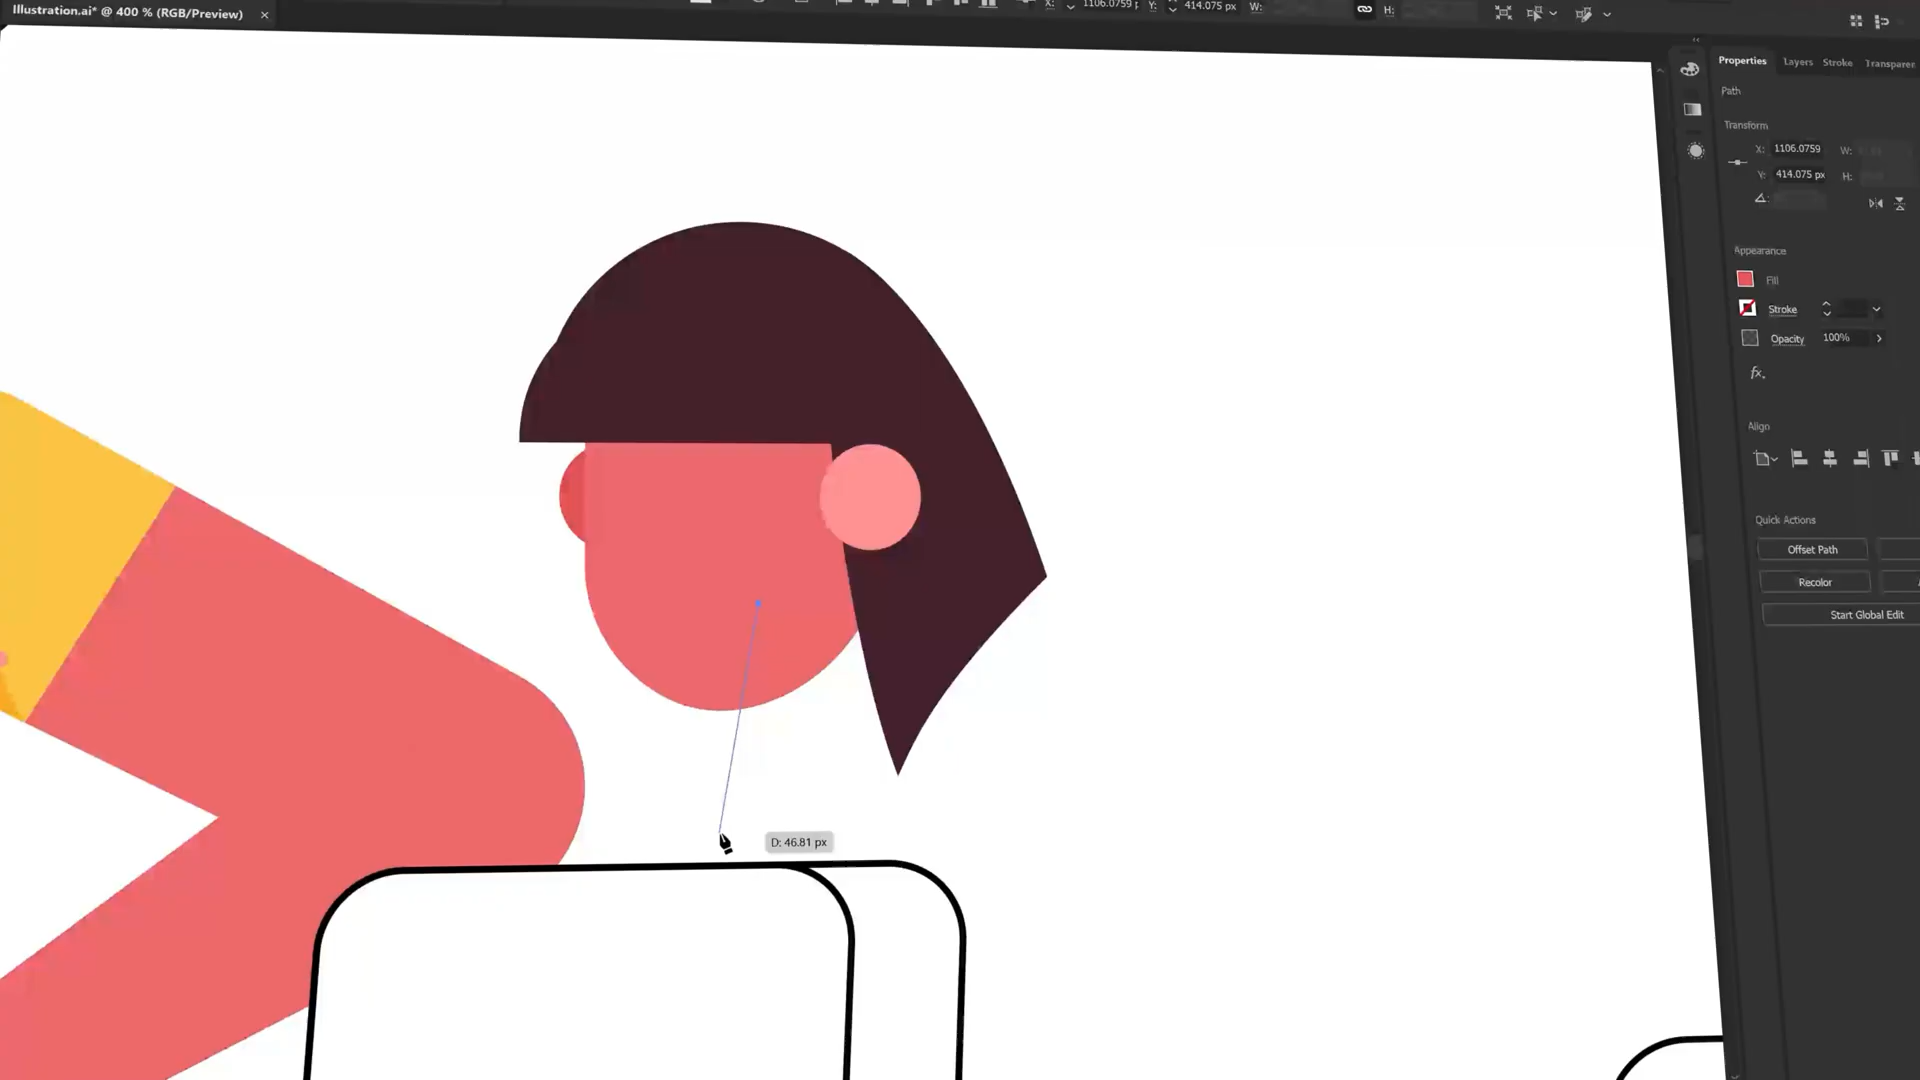 Illustration.ai* @ 400 % (RGB/Preview) ×
X: 1106.0759 Y: 414.075 px W: H:
Properties Layers Stroke Transparen
Path
Transform
X: 1106.0759 W:
Y: 414.075 px H:
Appearance
Fill
Stroke
Opacity 100%
fx.
Align
Quick Actions
Offset Path
Recolor
Start Global Edit
D: 46.81 px